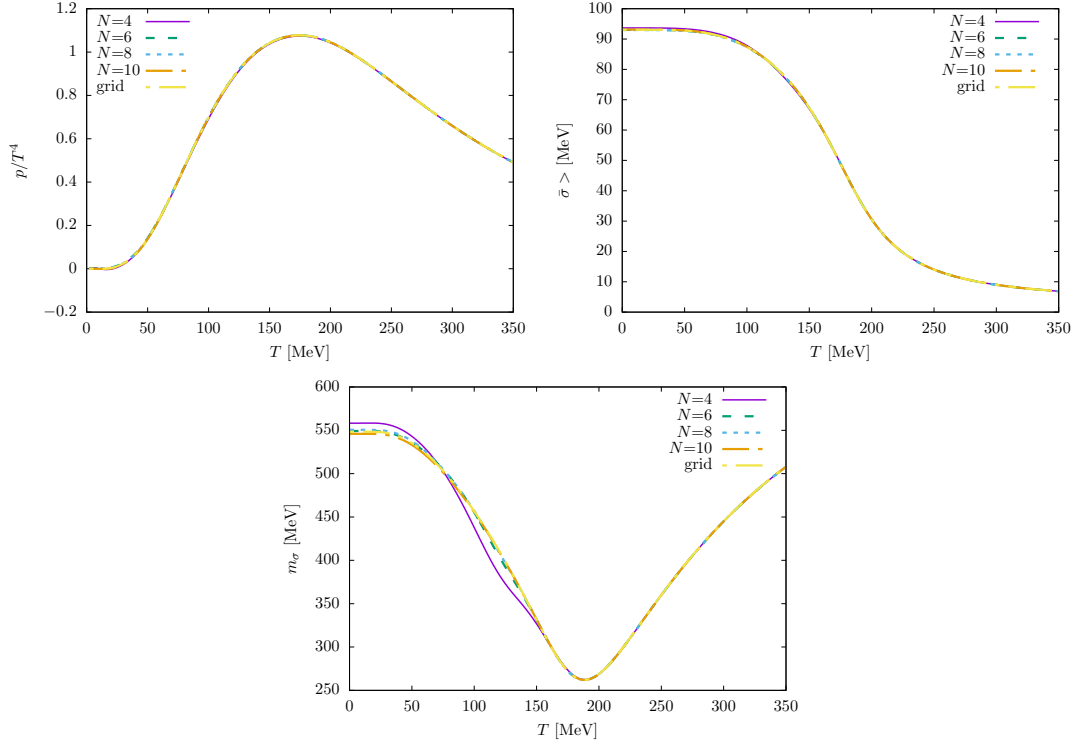 1.2
1
0.8
0.6
0.4
0.2
0
−0.2
p/T⁴
N=4
N=6
N=8
N=10
grid
0 50 100 150 200 250 300 350
T [MeV]
100
90
80
70
60
50
40
30
20
10
0
σ̄ > [MeV]
N=4
N=6
N=8
N=10
grid
0 50 100 150 200 250 300 350
T [MeV]
600
550
500
450
400
350
300
250
m_σ [MeV]
N=4
N=6
N=8
N=10
grid
0 50 100 150 200 250 300 350
T [MeV]